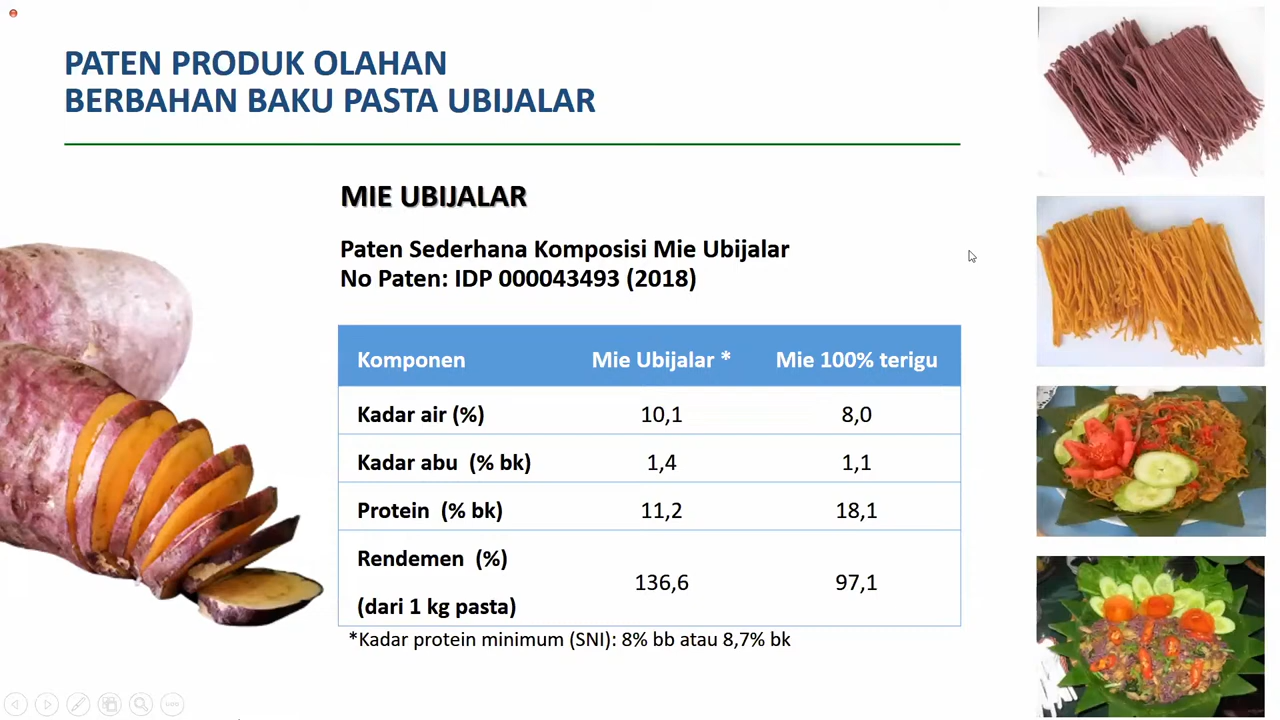 PATEN PRODUK OLAHAN
BERBAHAN BAKU PASTA UBIJALAR
MIE UBIJALAR
Paten Sederhana Komposisi Mie Ubijalar
No Paten: IDP 000043493 (2018)
Komponen Mie Ubijalar * Mie 100% terigu
Kadar air (%) 10,1 8,0
Kadar abu (% bk) 1,4 1,1
Protein (% bk) 11,2 18,1
Rendemen (%)
(dari 1 kg pasta) 136,6 97,1
*Kadar protein minimum (SNI): 8% bb atau 8,7% bk